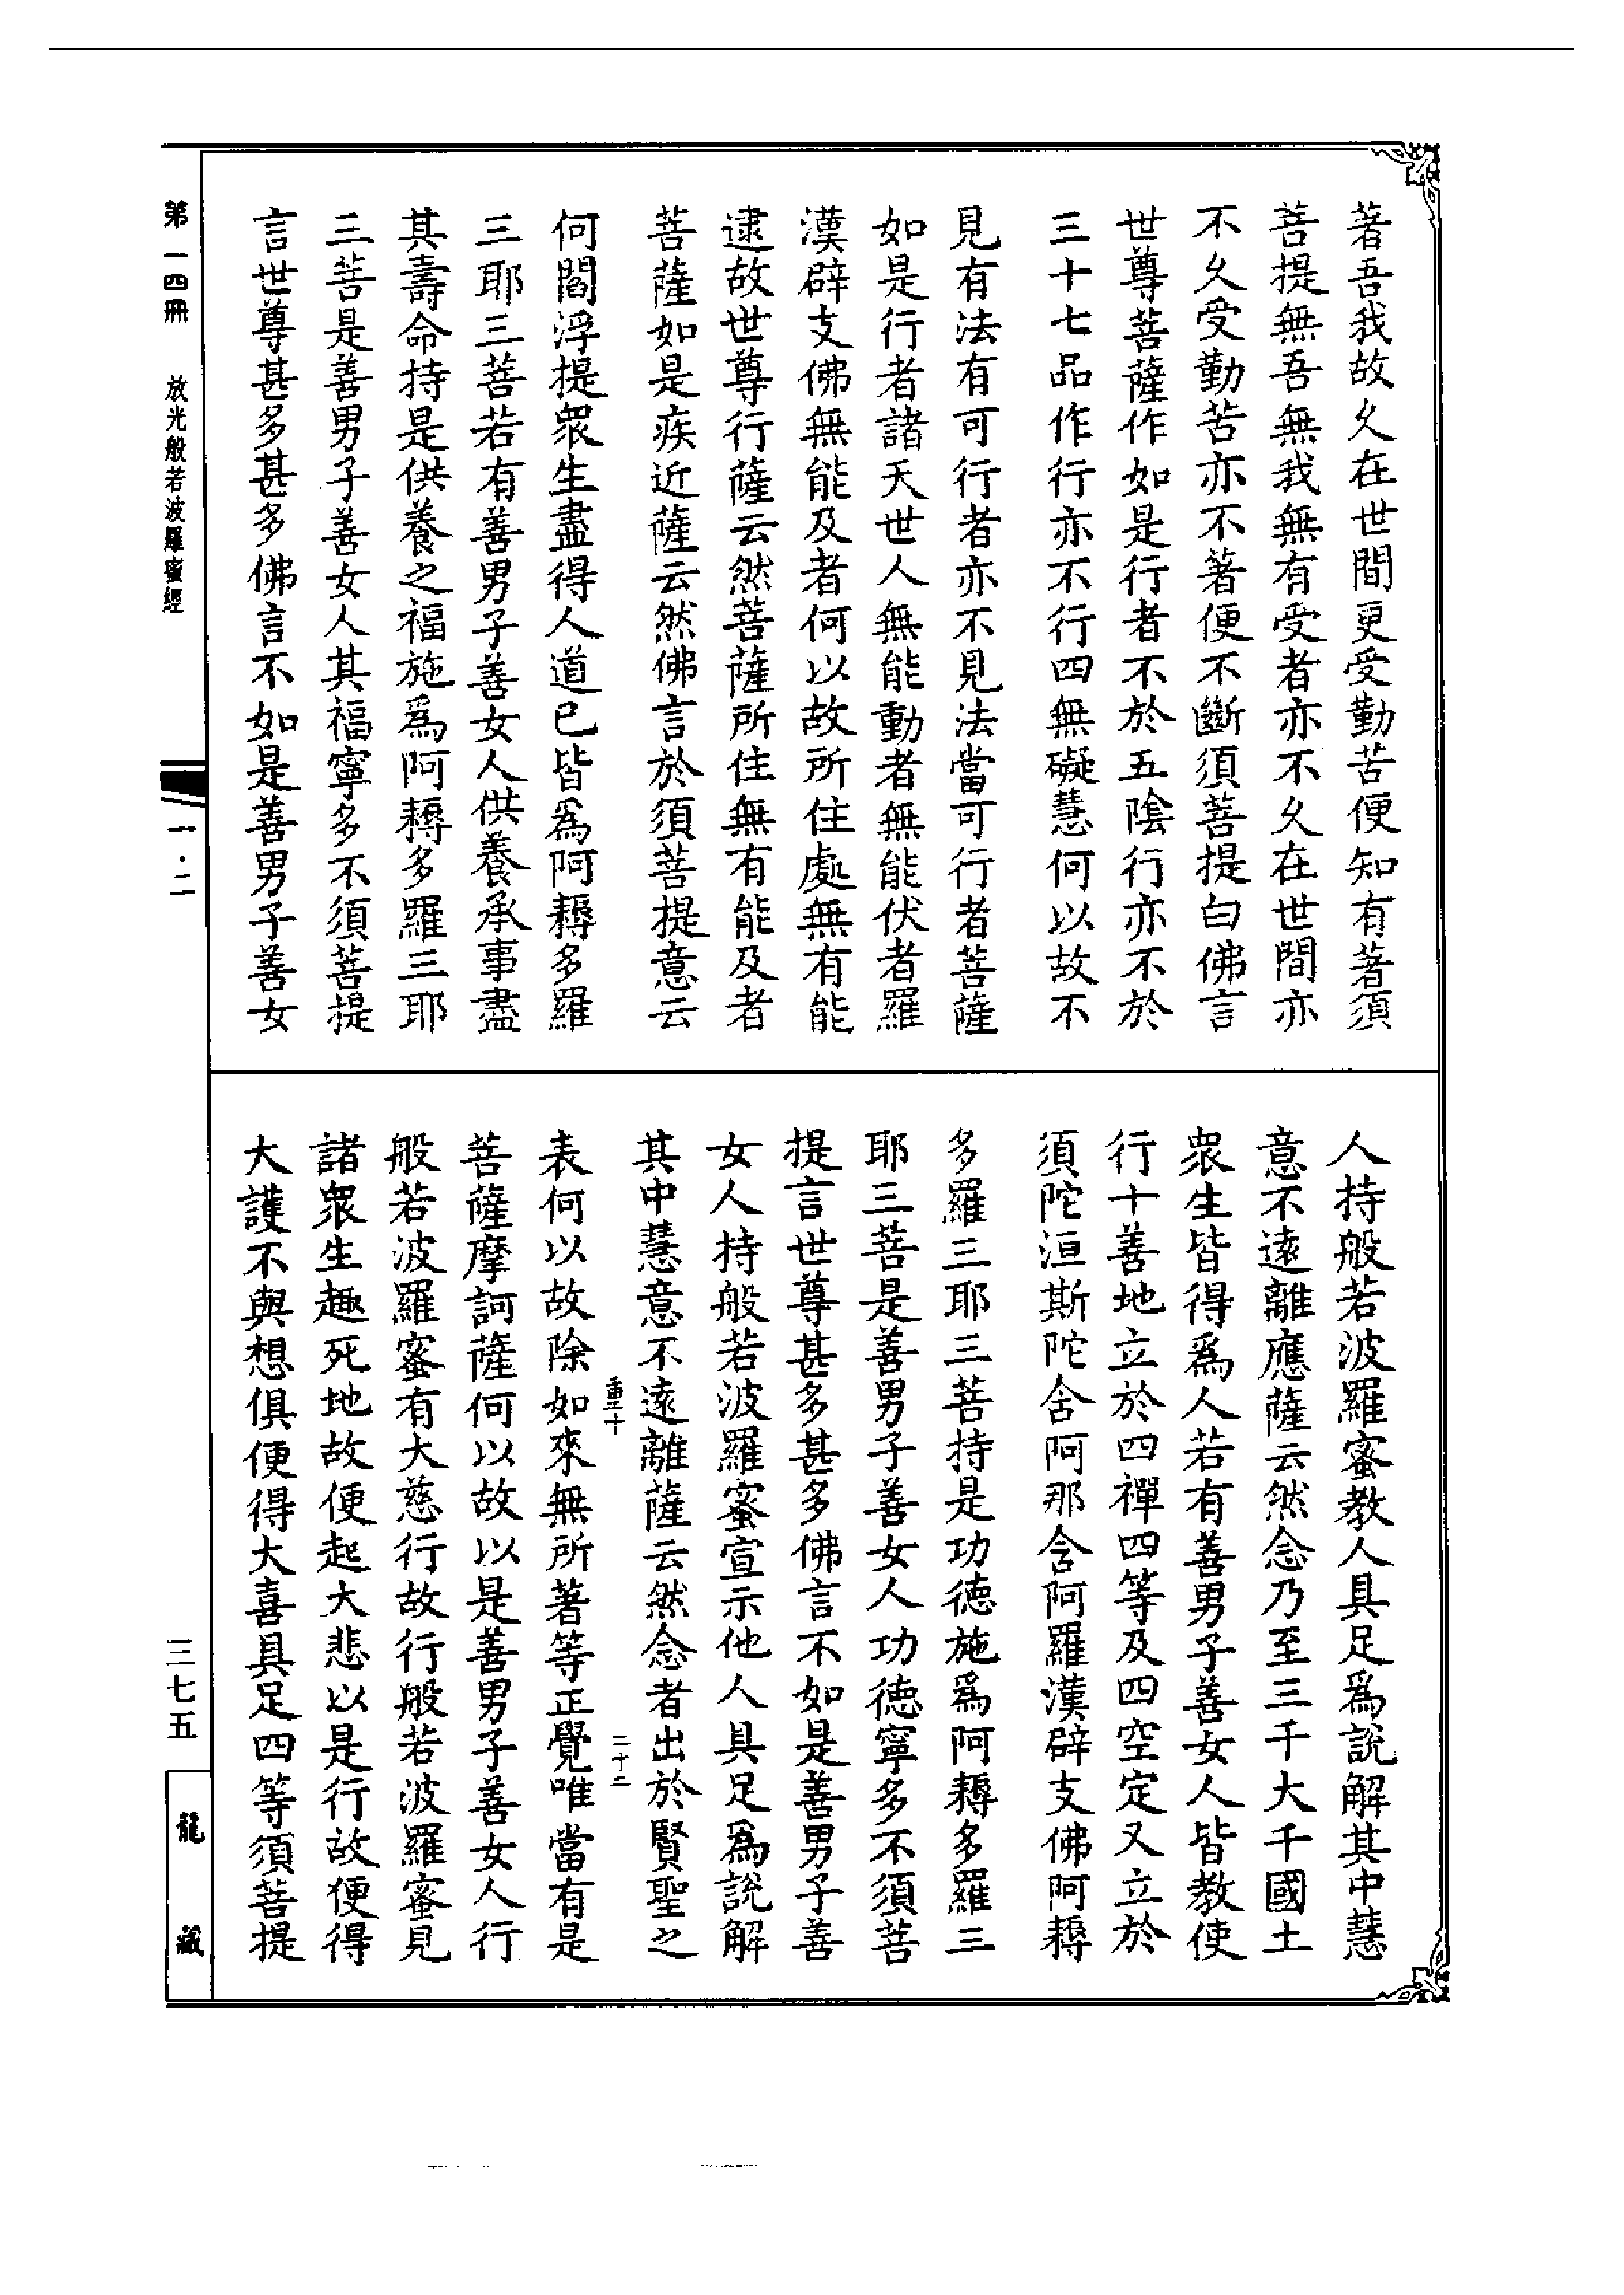 著吾我故久在世間更受勤苦便知有著須
菩提無吾無我無有受者亦不久在世間亦
不久受勤苦亦不著便不斷須菩提白佛言
世尊菩薩作如是行者不於五陰行亦不於
三十七品作行亦不行四無礙慧何以故不
見有法有可行者亦不見法當可行者菩薩
如是行者諸天世人無能動者無能伏者羅
漢辟支佛無能及者何以故所住處無有能
逮故世尊行薩云然菩薩所住無有能及者
菩薩如是疾近薩云然佛言於須菩提意云
何閻浮提眾生盡得人道已皆為阿耨多羅
三耶三菩若有善男子善女人供養承事盡
其壽命持是供養之福施為阿耨多羅三耶
三菩是善男子善女人其福寧多不須菩提
言世尊甚多甚多佛言不如是善男子善女
人持般若波羅蜜教人具足為說解其中慧
意不遠離應薩云然念乃至三千大千國土
眾生皆得為人若有善男子善女人皆教使
行十善地立於四禪四等及四空定又立於
須陀洹斯陀含阿那含阿羅漢辟支佛阿耨
多羅三耶三菩持是功德施為阿耨多羅三
耶三菩是善男子善女人功德寧多不須菩
提言世尊甚多甚多佛言不如是善男子善
女人持般若波羅蜜宣示他人具足為說解
其中慧意不遠離薩云然念者出於賢聖之
重十 二十二
表何以故除如來無所著等正覺唯當有是
菩薩摩訶薩何以故以是善男子善女人行
般若波羅蜜有大慈行故行般若波羅蜜見
諸眾生趣死地故便起大悲以是行故便得
大護不與想俱便得大喜具足四等須菩提
第一四冊 放光般若波羅蜜經
一·二
三七五
龍藏